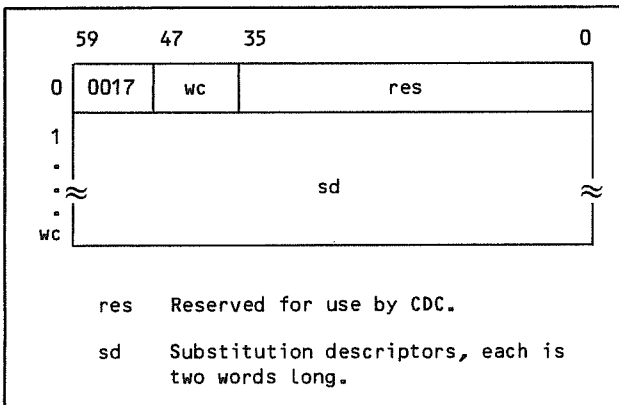 59 47 35 0
0 0017 wc res
1
.
. sd
.
wc
res Reserved for use by CDC.
sd Substitution descriptors, each is
two words long.